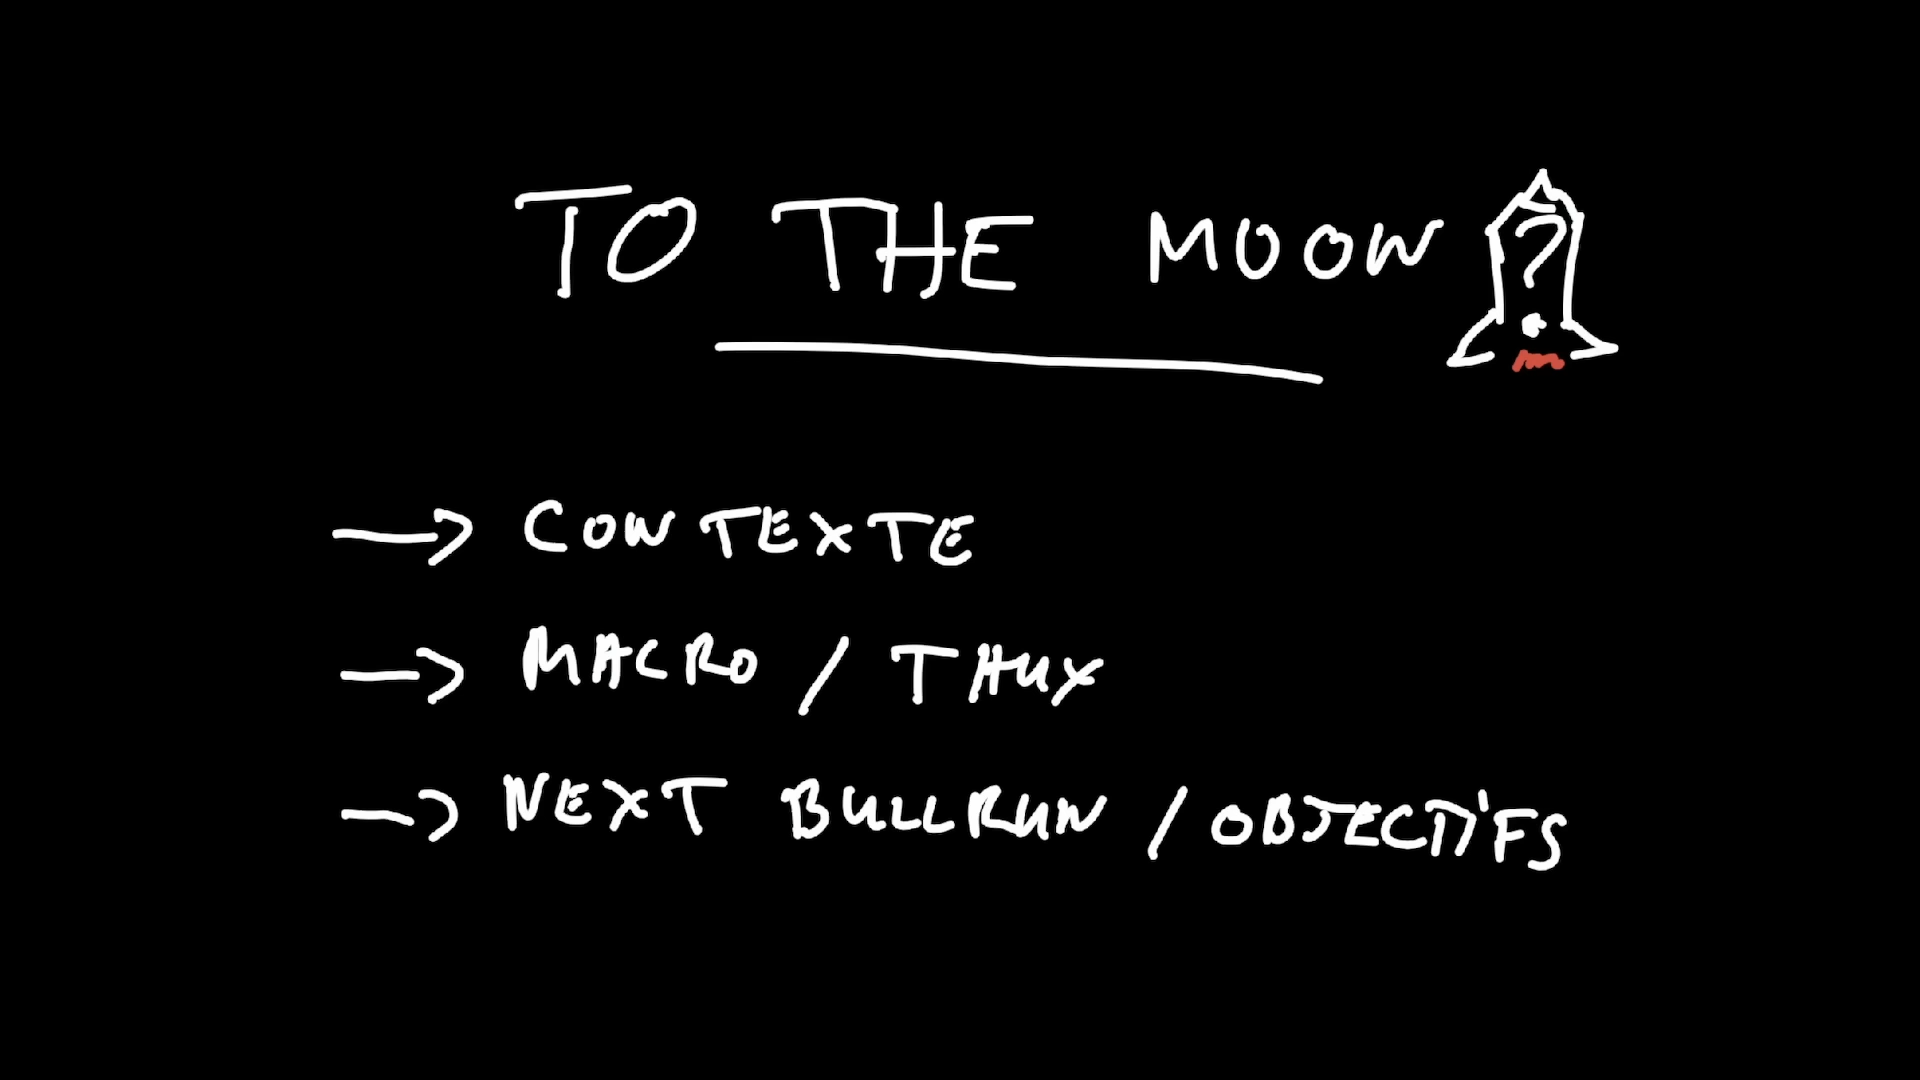 TO THE MOON ?
→ CONTEXTE
→ MACRO / TAUX
→ NEXT BULLRUN / OBJECTIFS